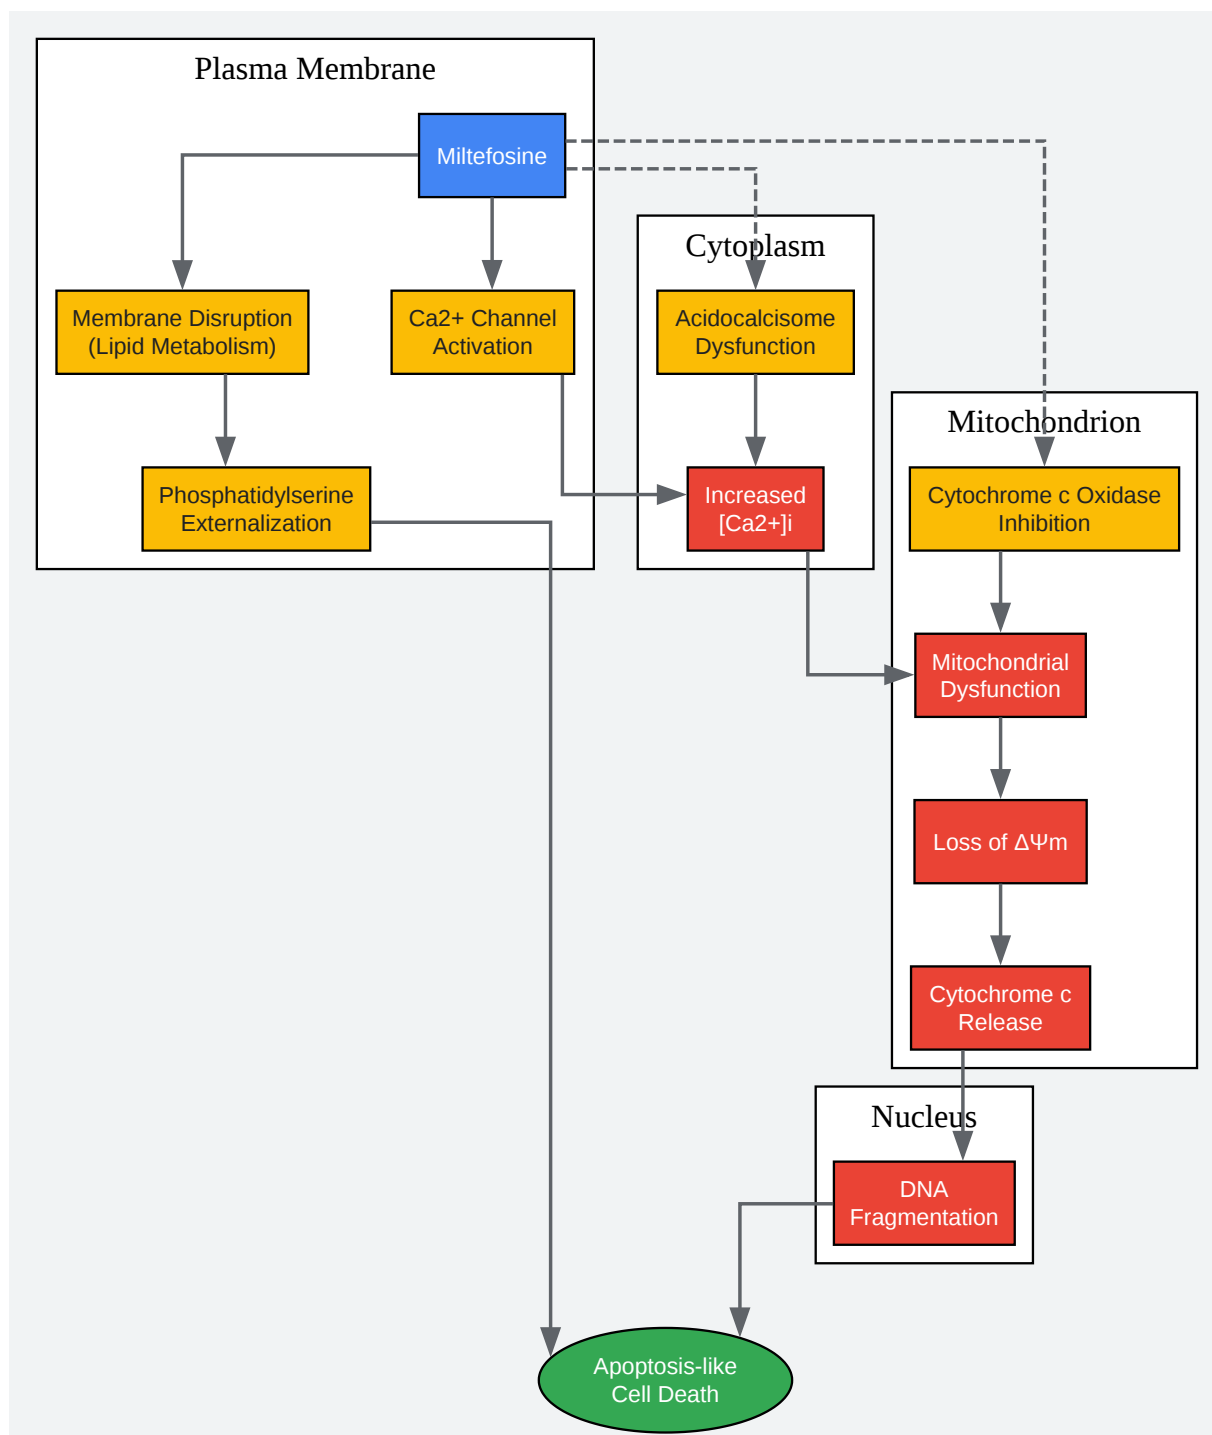 Plasma Membrane
Miltefosine
Cytoplasm
Membrane Disruption
(Lipid Metabolism)
Ca2+ Channel
Activation
Acidocalcisome
Dysfunction
Mitochondrion
Phosphatidylserine
Externalization
Increased
[Ca2+]i
Cytochrome c Oxidase
Inhibition
Mitochondrial
Dysfunction
Loss of ΔΨm
Cytochrome c
Release
Nucleus
DNA
Fragmentation
Apoptosis-like
Cell Death